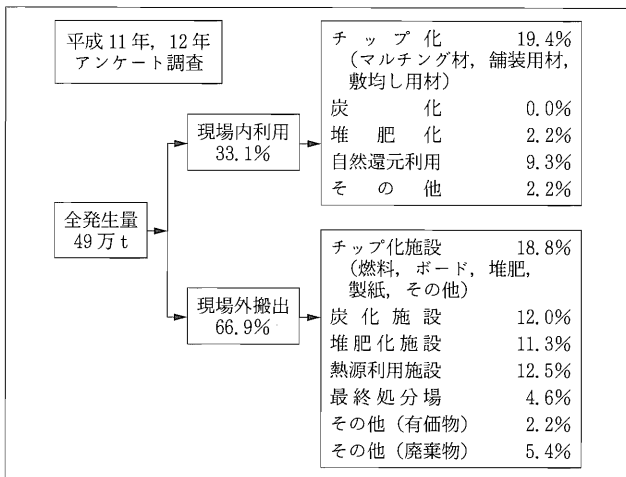 平成11年，12年
アンケート調査
全発生量
49万t
現場内利用
33.1%
チップ化 19.4%
（マルチング材，舗装用材，
敷均し用材）
炭化 0.0%
堆肥化 2.2%
自然還元利用 9.3%
その他 2.2%
現場外搬出
66.9%
チップ化施設 18.8%
（燃料，ボード，堆肥，
製紙，その他）
炭化施設 12.0%
堆肥化施設 11.3%
熱源利用施設 12.5%
最終処分場 4.6%
その他（有価物） 2.2%
その他（廃棄物） 5.4%